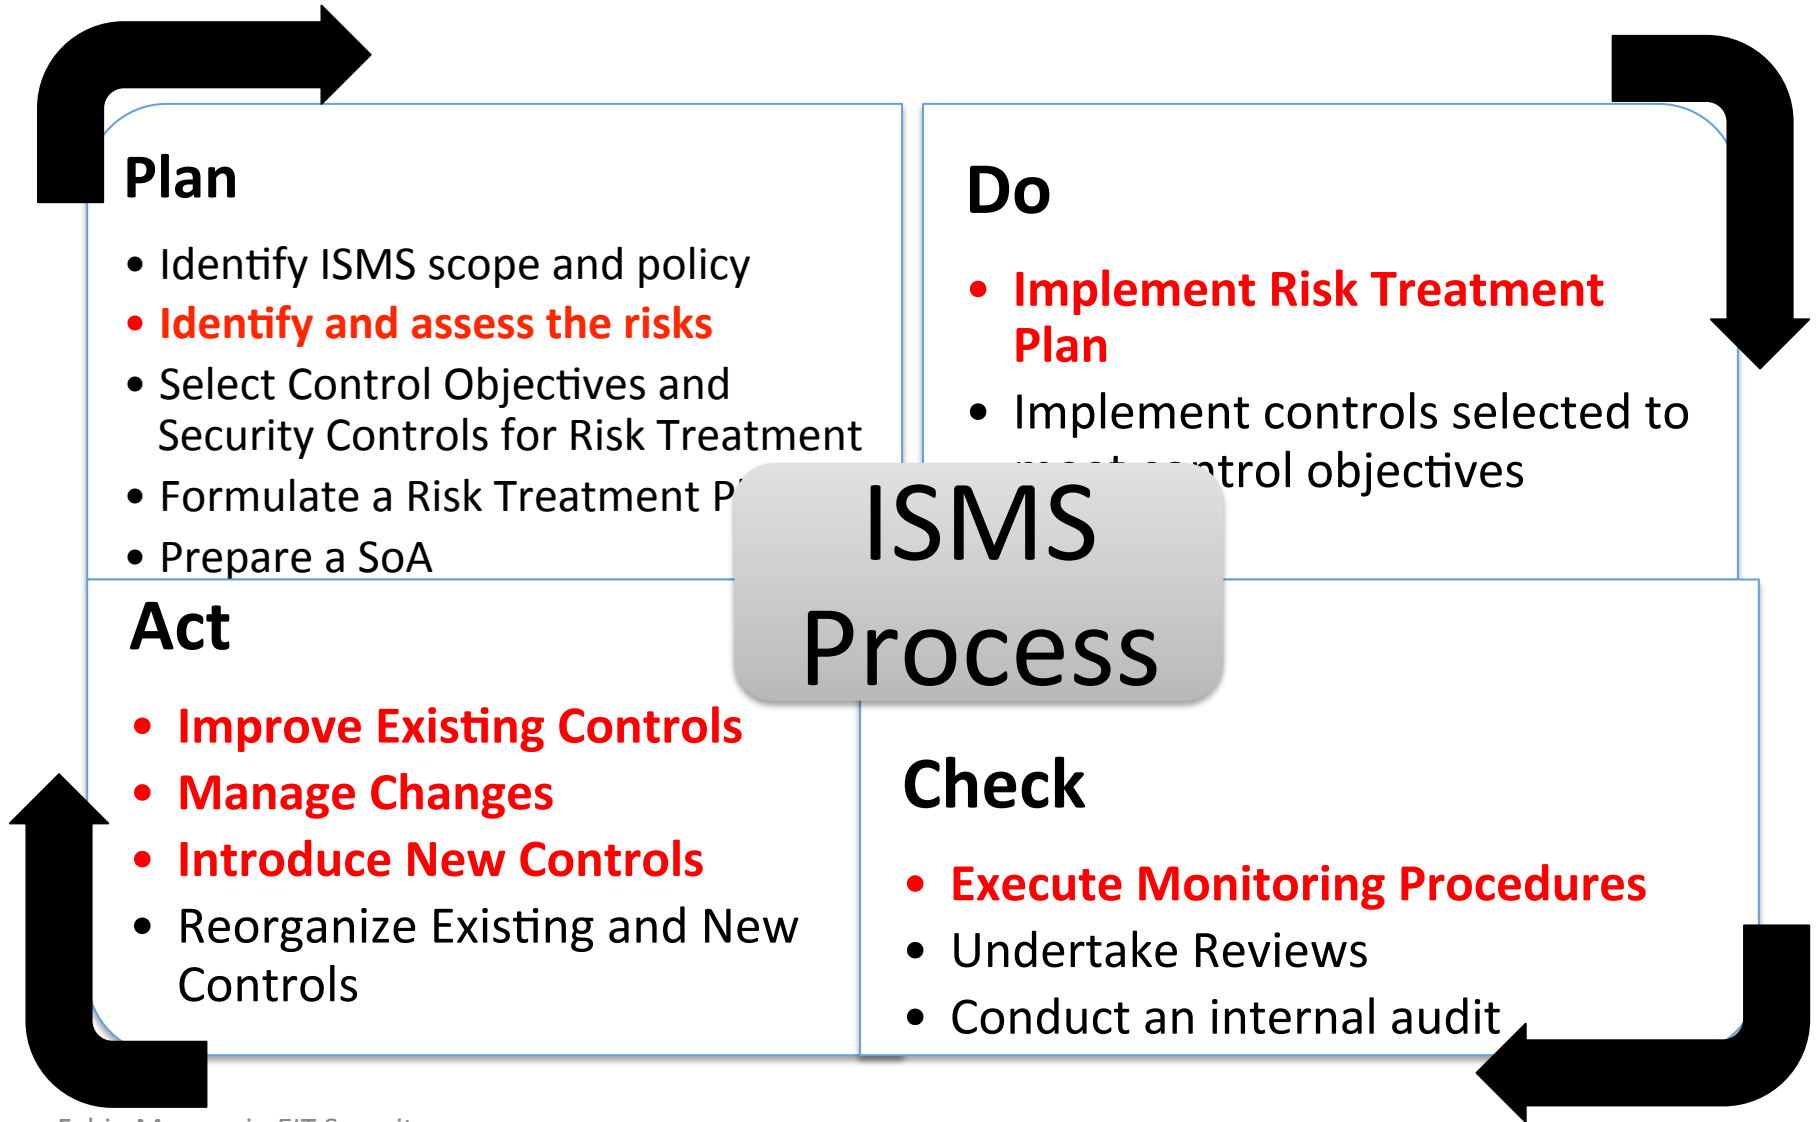 Plan
• Identify ISMS scope and policy
• Identify and assess the risks
• Select Control Objectives and
Security Controls for Risk Treatment
• Formulate a Risk Treatment
• Prepare a SoA
Do
• Implement Risk Treatment
Plan
• Implement controls selected to
meet control objectives
ISMS
Process
Act
• Improve Existing Controls
• Manage Changes
• Introduce New Controls
• Reorganize Existing and New
Controls
Check
• Execute Monitoring Procedures
• Undertake Reviews
• Conduct an internal audit